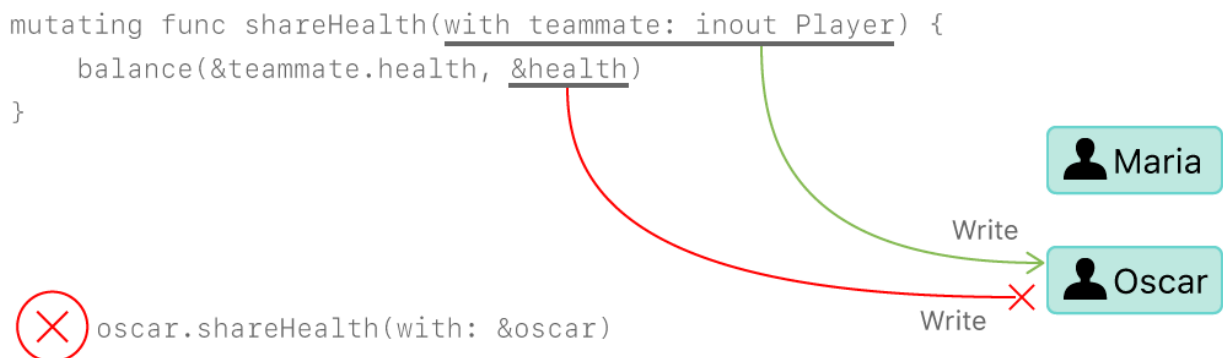 mutating func shareHealth(with teammate: inout Player) {
balance(&teammate.health, &health)
}
Maria
Write
Oscar
Write
oscar.shareHealth(with: &oscar)